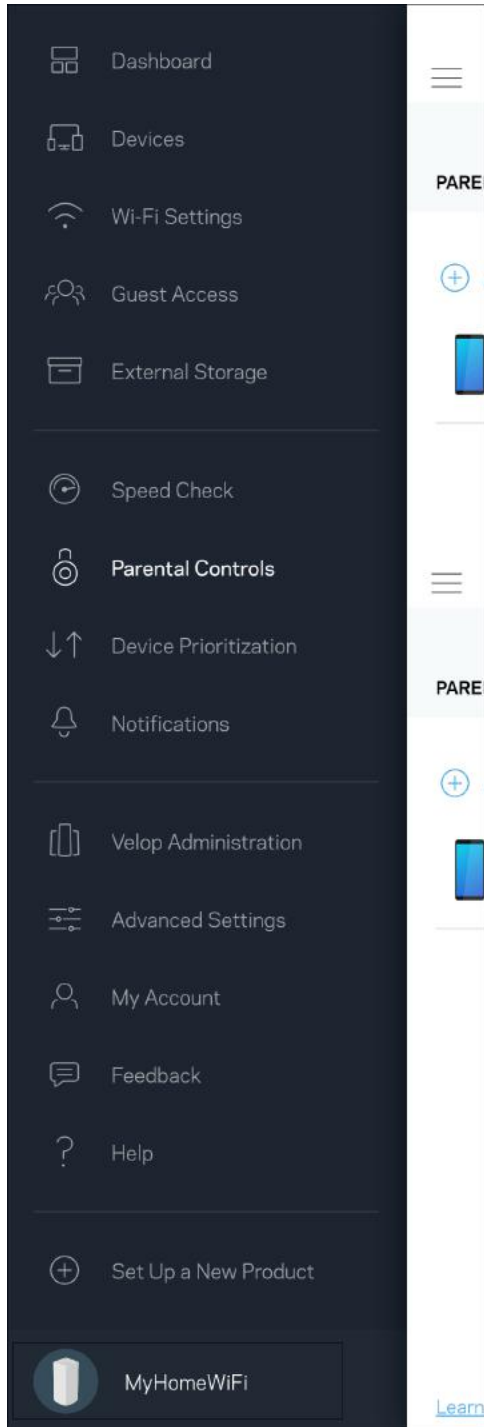 Dashboard
Devices
Wi-Fi Settings
Guest Access
External Storage
Speed Check
Parental Controls
Device Prioritization
Notifications
Velop Administration
Advanced Settings
My Account
Feedback
Help
Set Up a New Product
MyHomeWiFi
PARE
PARE
Learn